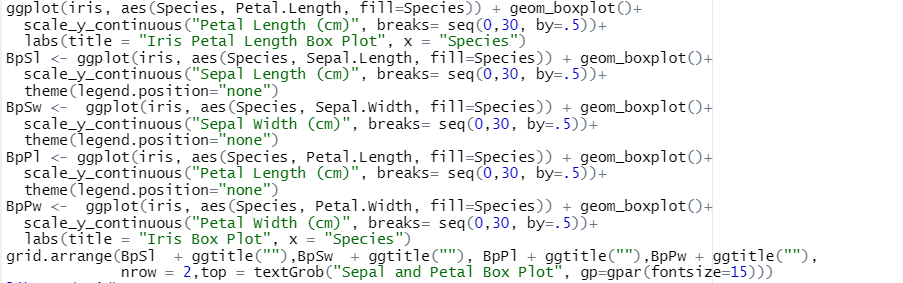 ggplot(iris, aes(Species, Petal.Length, fill=Species)) + geom_boxplot()+
  scale_y_continuous("Petal Length (cm)", breaks= seq(0,30, by=.5))+
  labs(title = "Iris Petal Length Box Plot", x = "Species")
BpSl <- ggplot(iris, aes(Species, Sepal.Length, fill=Species)) + geom_boxplot()+
  scale_y_continuous("Sepal Length (cm)", breaks= seq(0,30, by=.5))+
  theme(legend.position="none")
BpSw <-  ggplot(iris, aes(Species, Sepal.Width, fill=Species)) + geom_boxplot()+
  scale_y_continuous("Sepal Width (cm)", breaks= seq(0,30, by=.5))+
  theme(legend.position="none")
BpPl <- ggplot(iris, aes(Species, Petal.Length, fill=Species)) + geom_boxplot()+
  scale_y_continuous("Petal Length (cm)", breaks= seq(0,30, by=.5))+
  theme(legend.position="none")
BpPw <-  ggplot(iris, aes(Species, Petal.Width, fill=Species)) + geom_boxplot()+
  scale_y_continuous("Petal Width (cm)", breaks= seq(0,30, by=.5))+
  labs(title = "Iris Box Plot", x = "Species")
grid.arrange(BpSl  + ggtitle(""),BpSw  + ggtitle(""), BpPl + ggtitle(""),BpPw + ggtitle(""),
             nrow = 2,top = textGrob("Sepal and Petal Box Plot", gp=gpar(fontsize=15)))